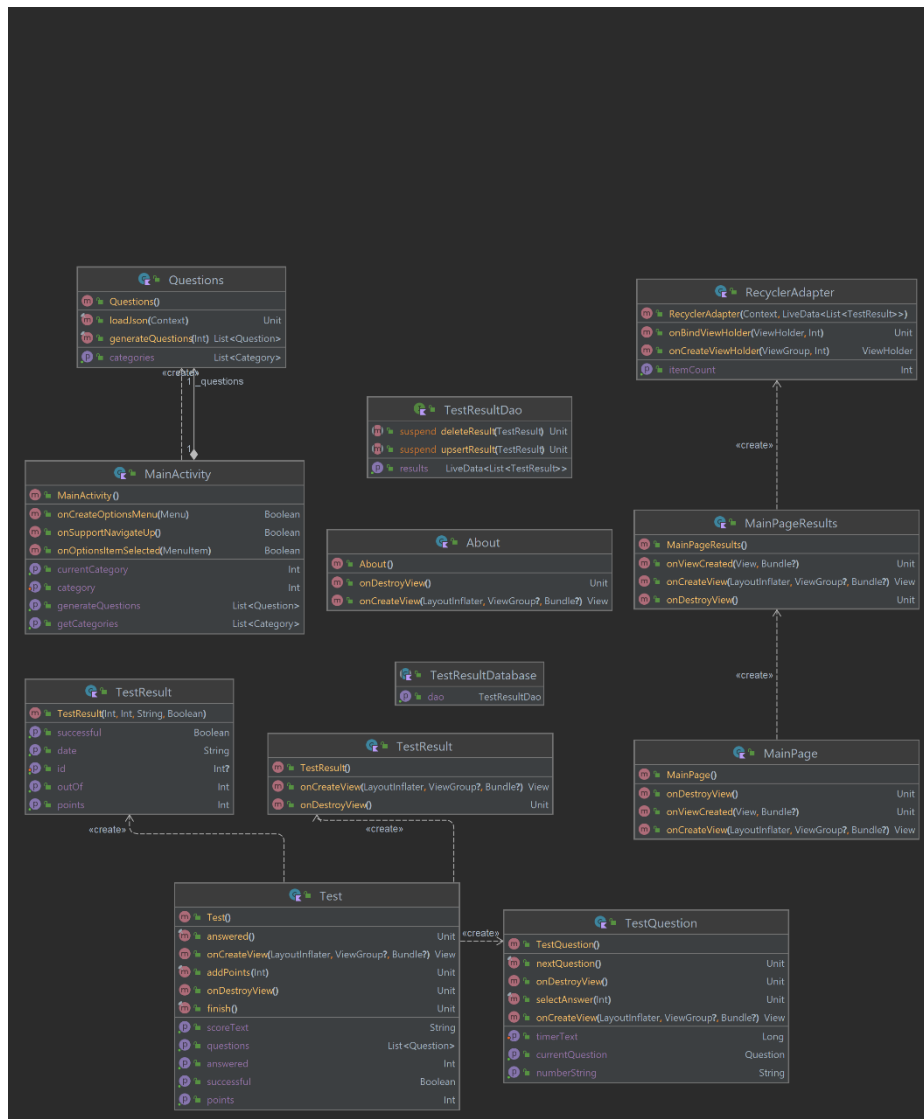 Questions
Questions()
loadJson(Context) Unit
generateQuestions(Int) List<Question>
categories List<Category>
«create»
1 _questions
1
MainActivity
MainActivity()
onCreateOptionsMenu(Menu) Boolean
onSupportNavigateUp() Boolean
onOptionsItemSelected(MenuItem) Boolean
currentCategory Int
category Int
generateQuestions List<Question>
getCategories List<Category>
RecyclerAdapter
RecyclerAdapter(Context, LiveData<List<TestResult>>)
onBindViewHolder(ViewHolder, Int) Unit
onCreateViewHolder(ViewGroup, Int) ViewHolder
itemCount Int
«create»
TestResultDao
suspend deleteResult(TestResult) Unit
suspend upsertResult(TestResult) Unit
results LiveData<List<TestResult>>
About
About()
onDestroyView() Unit
onCreateView(LayoutInflater, ViewGroup?, Bundle?) View
MainPageResults
MainPageResults()
onViewCreated(View, Bundle?) Unit
onCreateView(LayoutInflater, ViewGroup?, Bundle?) View
onDestroyView() Unit
«create»
TestResultDatabase
dao TestResultDao
TestResult
TestResult(Int, Int, String, Boolean)
successful Boolean
date String
id Int?
outOf Int
points Int
TestResult
TestResult()
onCreateView(LayoutInflater, ViewGroup?, Bundle?) View
onDestroyView() Unit
MainPage
MainPage()
onDestroyView() Unit
onViewCreated(View, Bundle?) Unit
onCreateView(LayoutInflater, ViewGroup?, Bundle?) View
«create»
«create»
Test
Test()
answered() Unit
onCreateView(LayoutInflater, ViewGroup?, Bundle?) View
addPoints(Int) Unit
onDestroyView() Unit
finish() Unit
scoreText String
questions List<Question>
answered Int
successful Boolean
points Int
«create»
TestQuestion
TestQuestion()
nextQuestion() Unit
onDestroyView() Unit
selectAnswer(Int) Unit
onCreateView(LayoutInflater, ViewGroup?, Bundle?) View
timerText Long
currentQuestion Question
numberString String